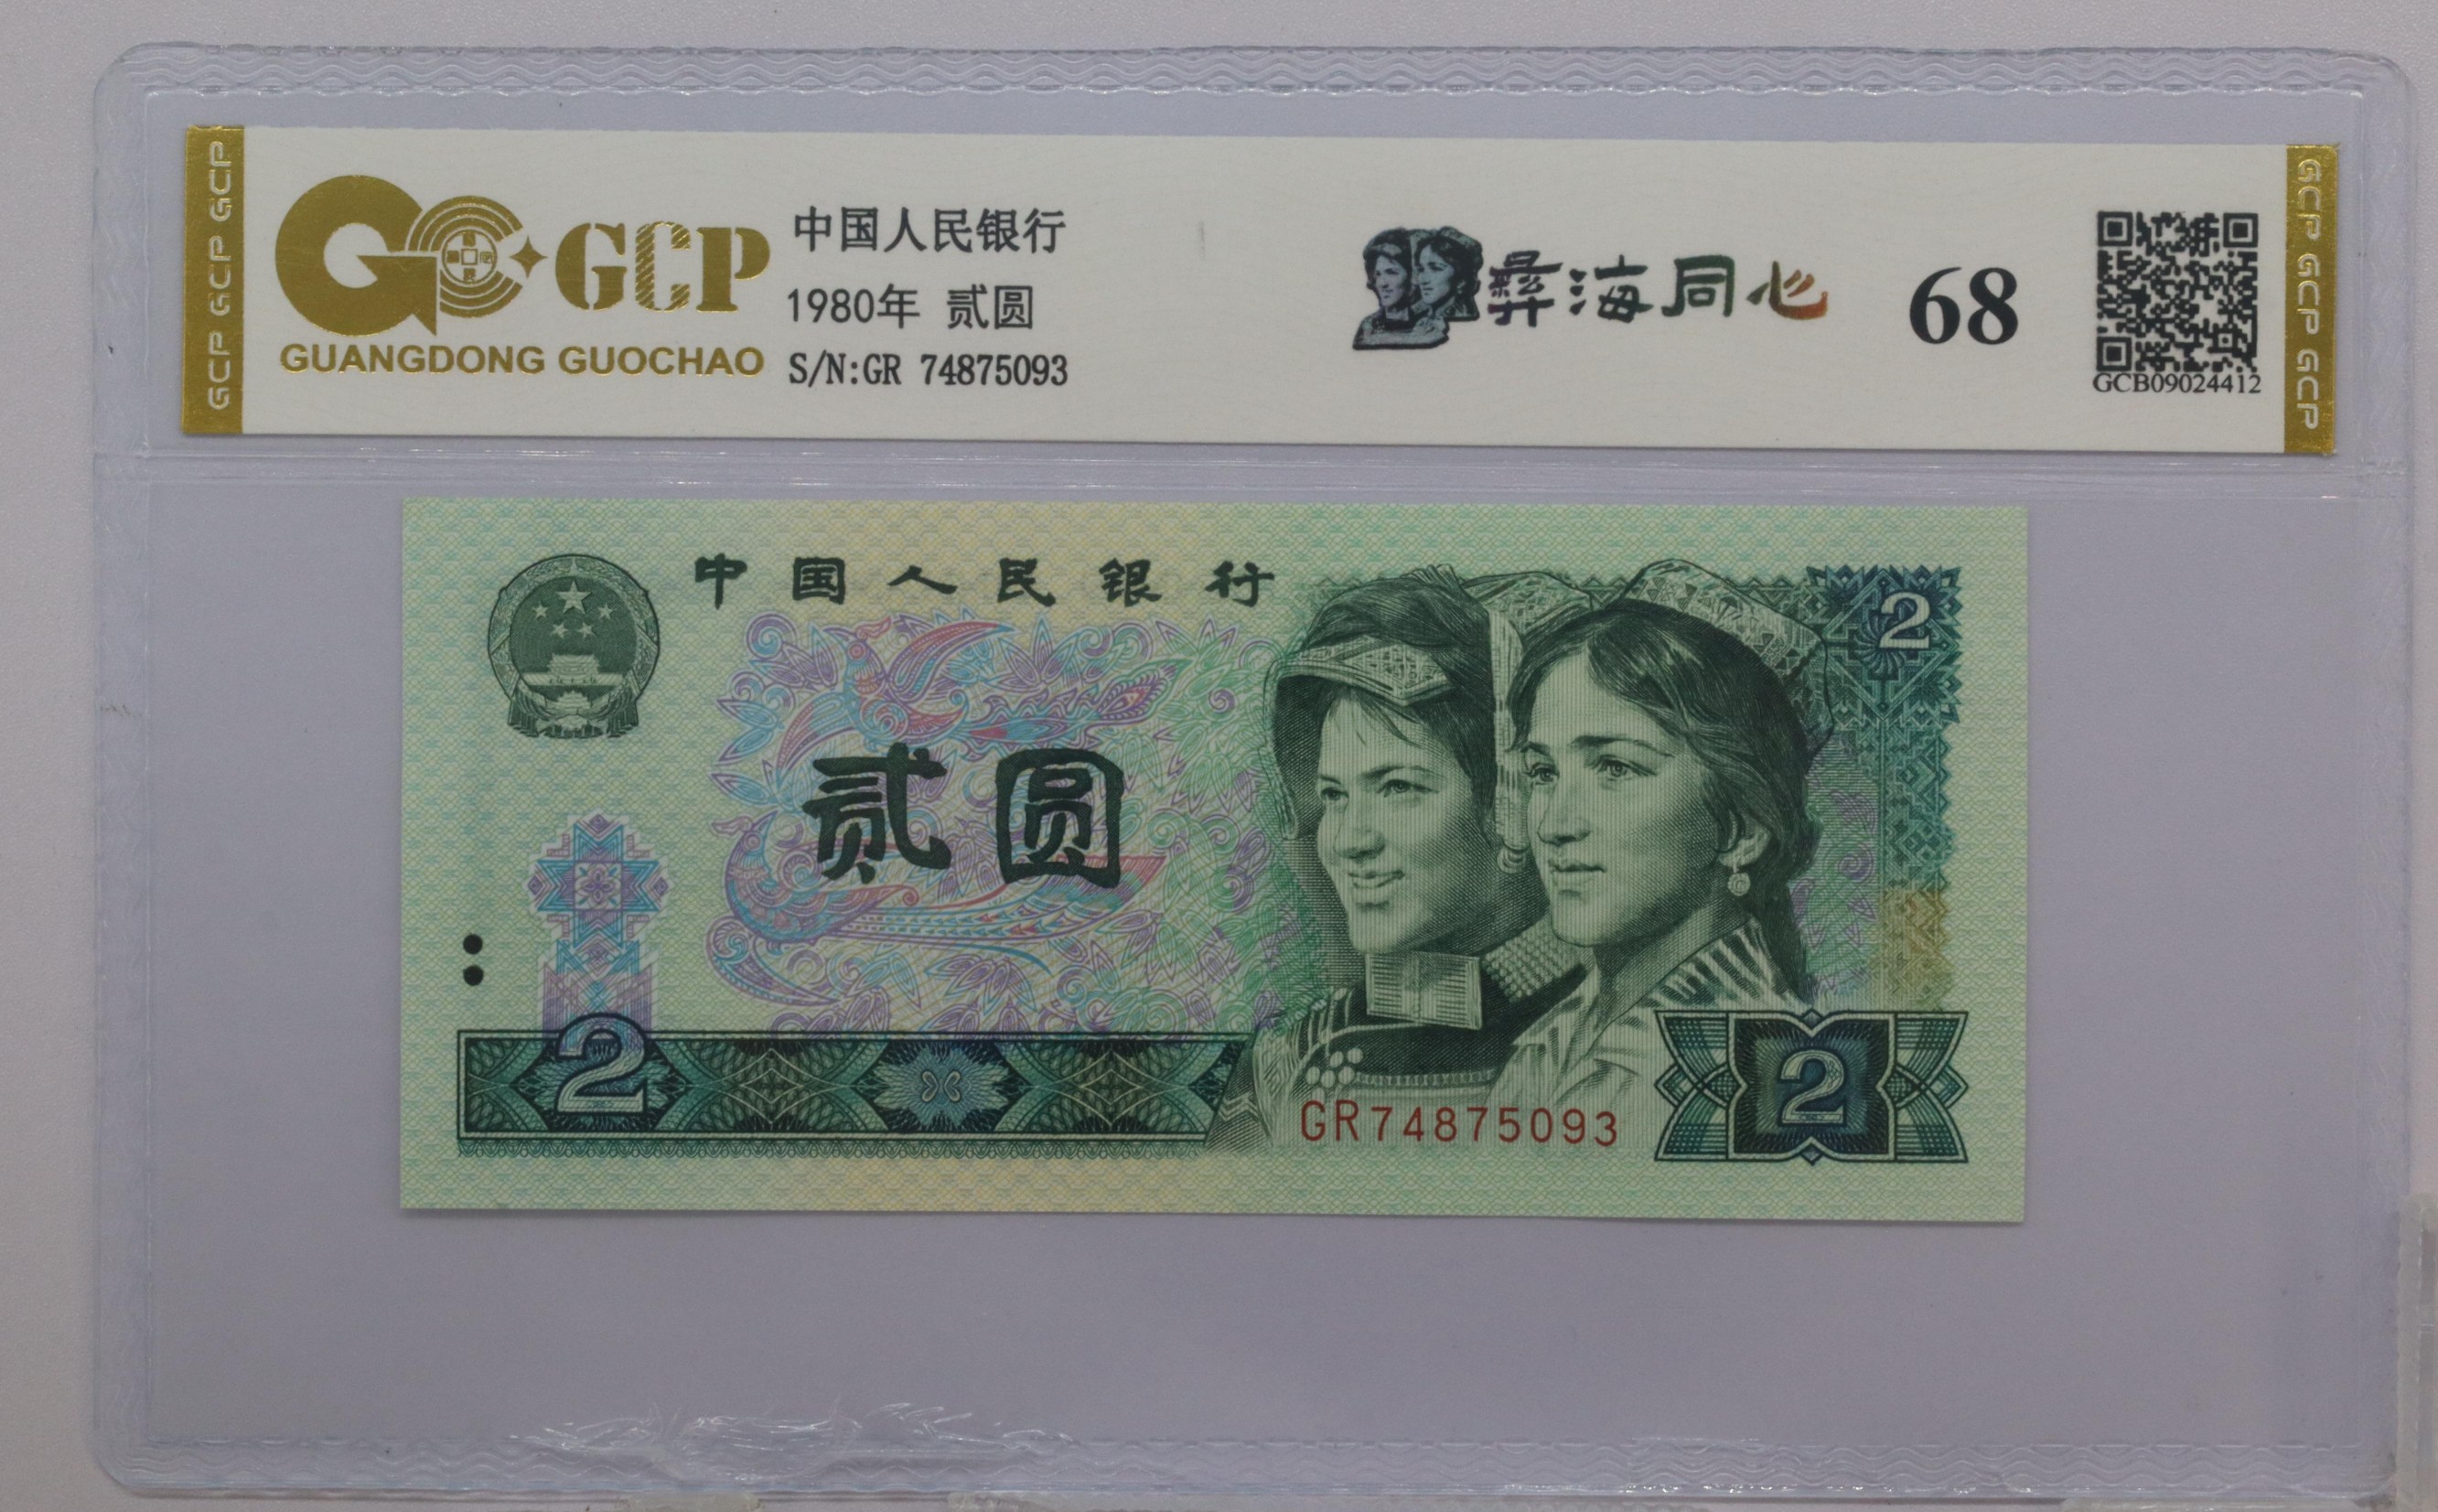 GCP GCP GCP
GCP
GUANGDONG GUOCHAO
中国人民银行
1980年 贰圆
S/N:GR 74875093
彝海同心
68
GCB09024412
GCP GCP GCP
中国人民银行
2
贰圆
2
GR74875093
2